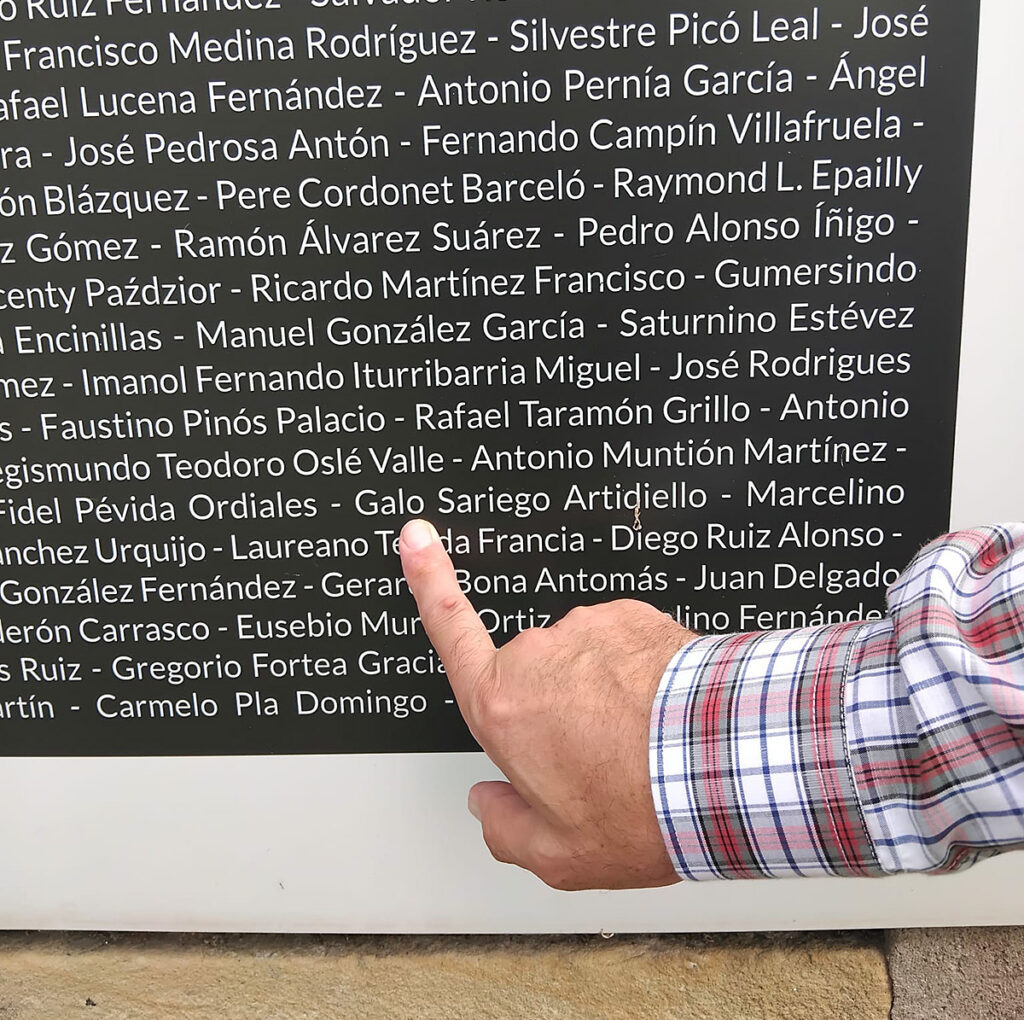 Ruiz Fernández - Salvador
Francisco Medina Rodríguez - Silvestre Picó Leal - José
afael Lucena Fernández - Antonio Pernía García - Ángel
ra - José Pedrosa Antón - Fernando Campín Villafruela -
ón Blázquez - Pere Cordonet Barceló - Raymond L. Epailly
z Gómez - Ramón Álvarez Suárez - Pedro Alonso Íñigo -
centy Paździor - Ricardo Martínez Francisco - Gumersindo
a Encinillas - Manuel González García - Saturnino Estévez
mez - Imanol Fernando Iturribarria Miguel - José Rodrigues
s - Faustino Pinós Palacio - Rafael Taramón Grillo - Antonio
egismundo Teodoro Oslé Valle - Antonio Muntión Martínez -
Fidel Pévida Ordiales - Galo Sariego Artidiello - Marcelino
ánchez Urquijo - Laureano Francia - Diego Ruiz Alonso -
González Fernández - Bona Antomás - Juan Delgado
derón Carrasco - Eusebio Ortiz Fernández
s Ruiz - Gregorio Fortea Gracia
artín - Carmelo Pla Domingo -